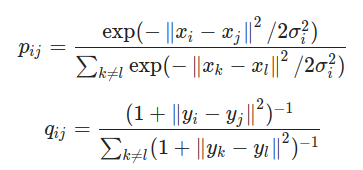 p_{ij} = \frac{\exp(-\|x_i - x_j\|^2 / 2\sigma_i^2)}{\sum_{k \neq l} \exp(-\|x_k - x_l\|^2 / 2\sigma_i^2)}
q_{ij} = \frac{(1 + \|y_i - y_j\|^2)^{-1}}{\sum_{k \neq l} (1 + \|y_k - y_l\|^2)^{-1}}